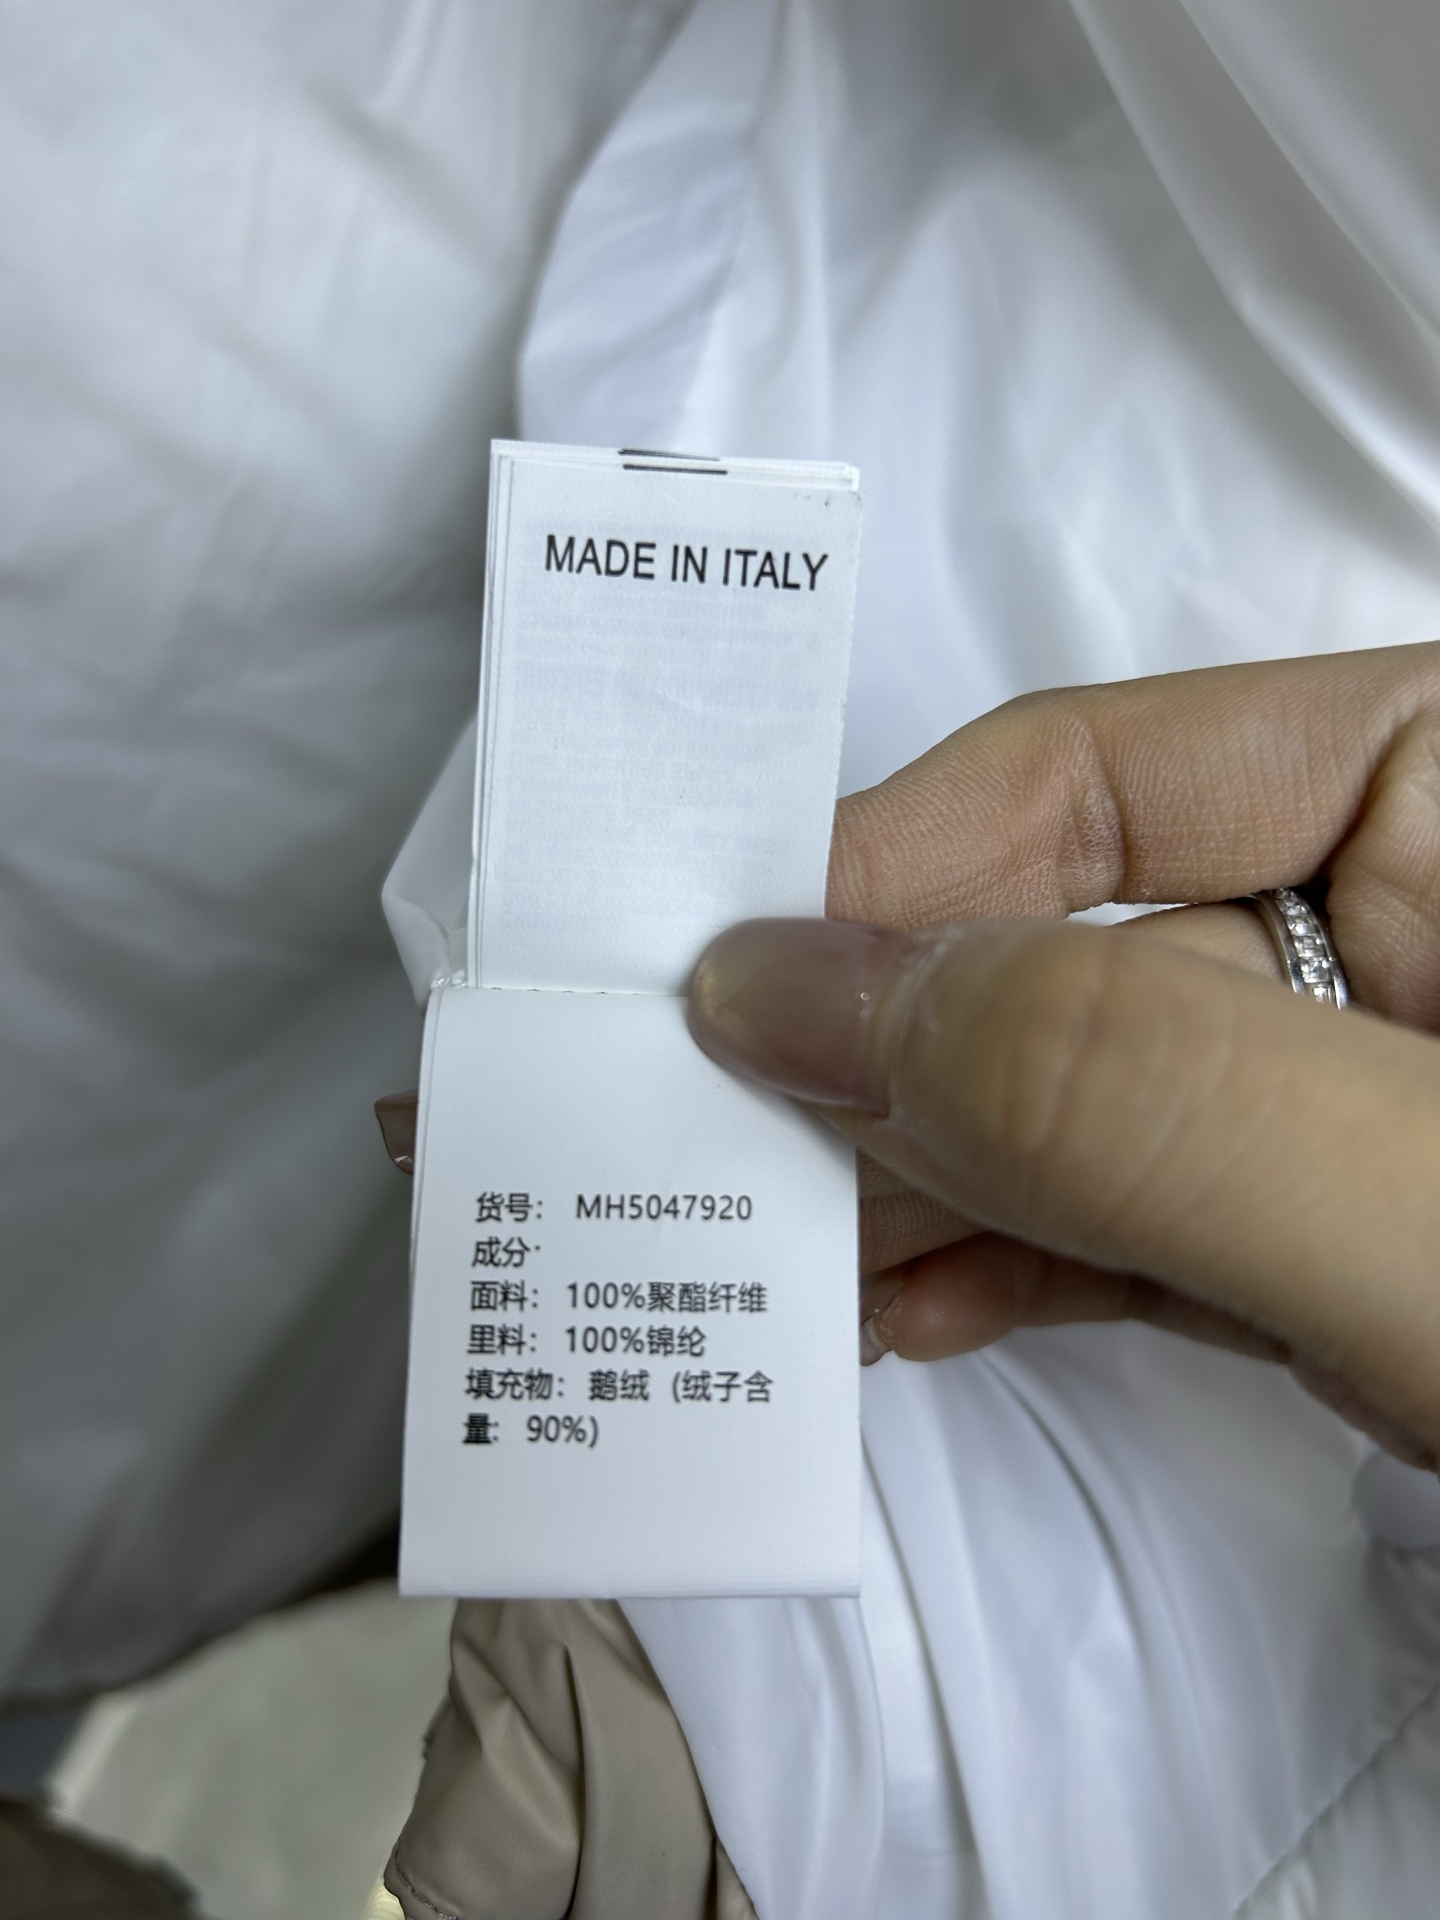 MADE IN ITALY
货号： MH5047920
成分:
面料： 100%聚酯纤维
里料： 100%锦纶
填充物： 鹅绒 (绒子含
量: 90%)